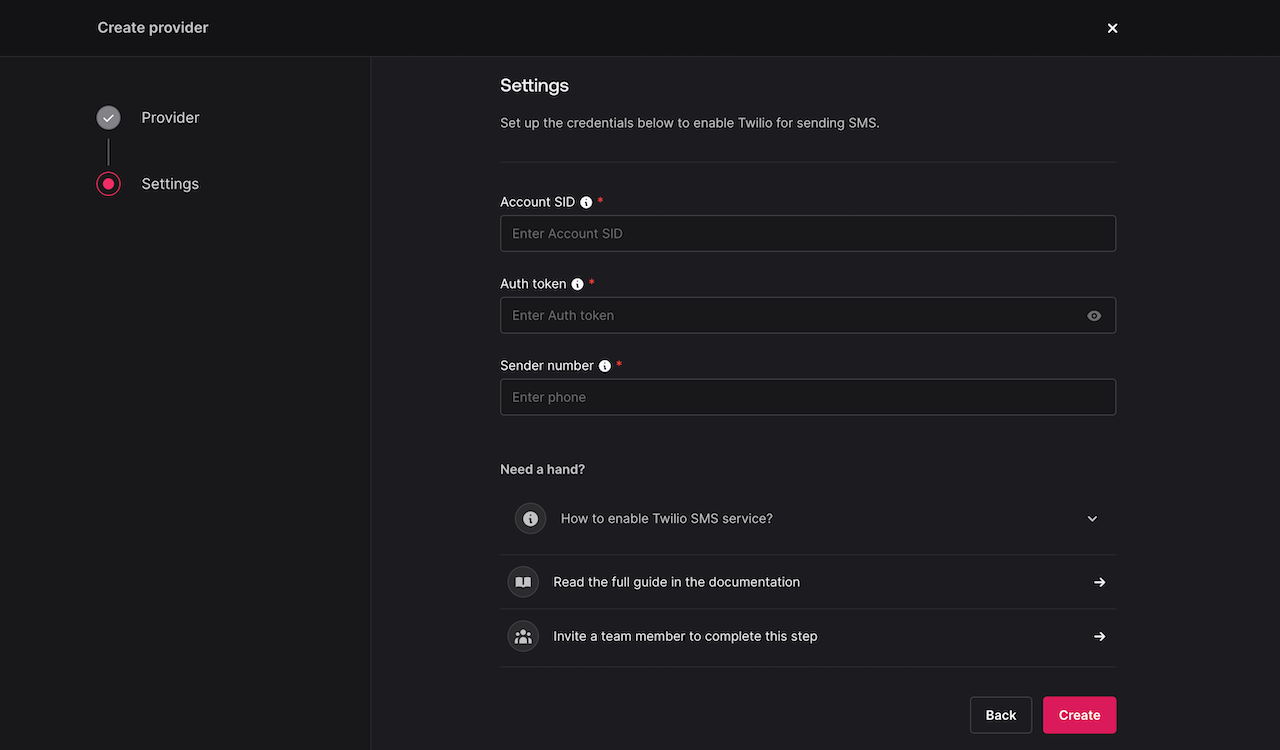 Create provider
Provider
Settings
Settings
Set up the credentials below to enable Twilio for sending SMS.
Account SID *
Enter Account SID
Auth token *
Enter Auth token
Sender number *
Enter phone
Need a hand?
How to enable Twilio SMS service?
Read the full guide in the documentation
Invite a team member to complete this step
Back
Create